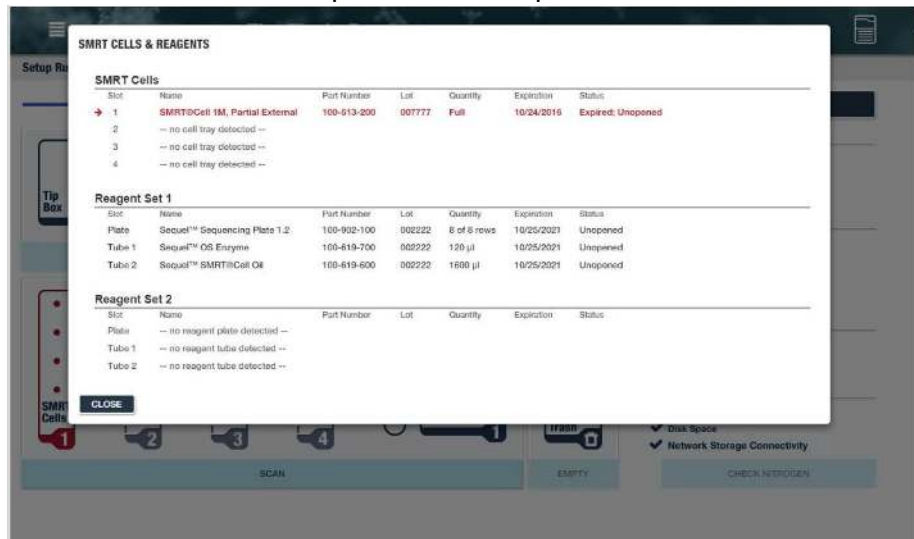 SMRT CELLS & REAGENTS
Setup Ru
SMRT Cells
Slot Name Part Number Lot Quantity Expiration Status
1 SMRT®Cell 1M, Partial External 100-513-200 007777 Full 10/24/2016 Expired; Unopened
2 -- no cell tray detected --
3 -- no cell tray detected --
4 -- no cell tray detected --
Tip
Box
Reagent Set 1
Slot Name Part Number Lot Quantity Expiration Status
Plate Sequel™ Sequencing Plate 1.2 100-902-100 002222 8 of 8 rows 10/25/2021 Unopened
Tube 1 Sequel™ OS Enzyme 100-619-700 002222 120 µl 10/25/2021 Unopened
Tube 2 Sequel™ SMRT®Cell Oil 100-619-600 002222 1600 µl 10/25/2021 Unopened
Reagent Set 2
Slot Name Part Number Lot Quantity Expiration Status
Plate -- no reagent plate detected --
Tube 1 -- no reagent tube detected --
Tube 2 -- no reagent tube detected --
CLOSE
SMRT
Cells
1 2 3 4 1
Trash
Disk Space
Network Storage Connectivity
SCAN EMPTY CHECK NITROGEN